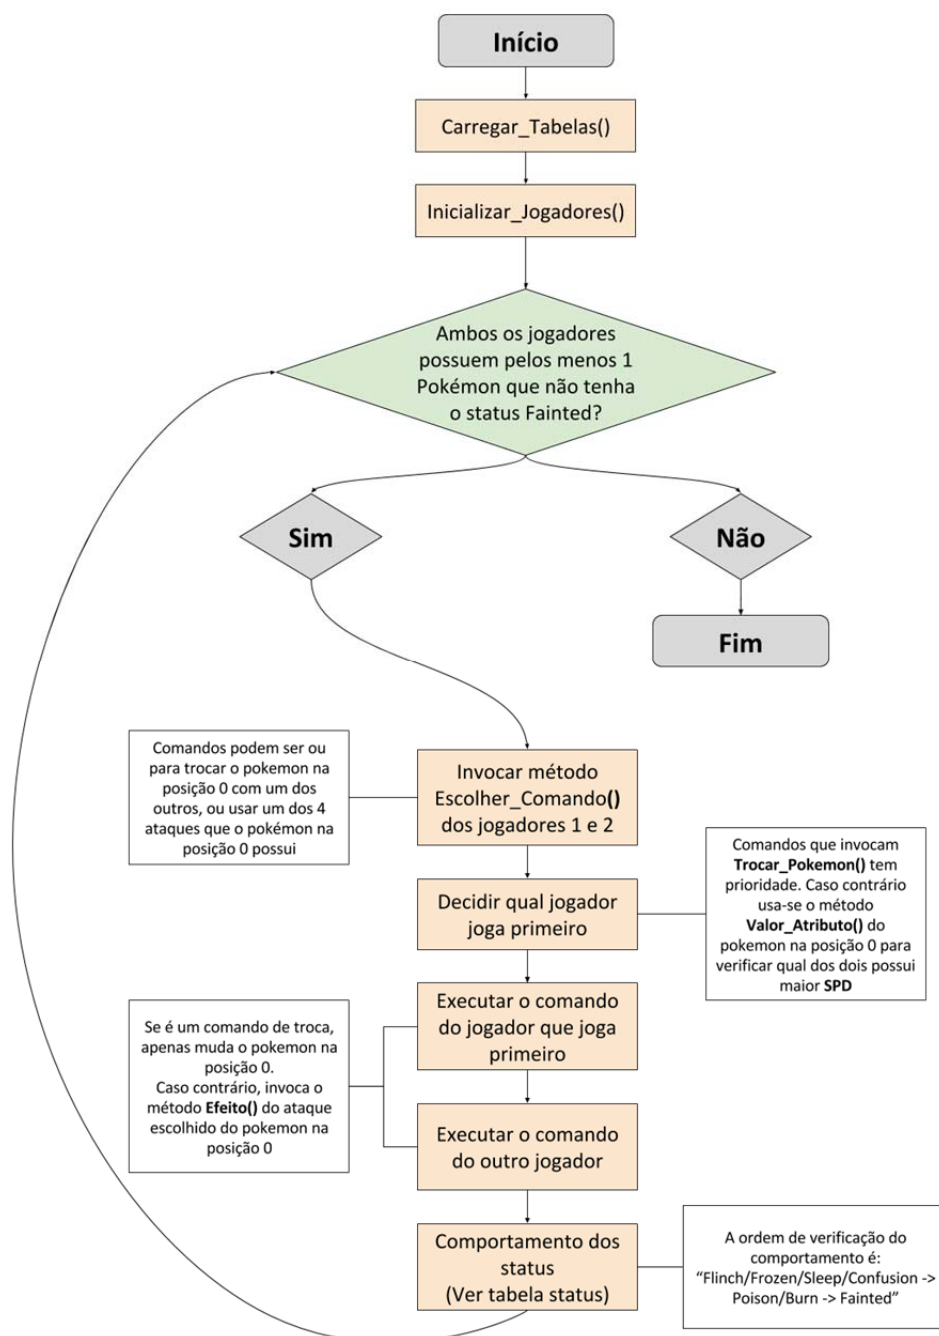 Início
Carregar_Tabelas()
Inicializar_Jogadores()
Ambos os jogadores
possuem pelos menos 1
Pokémon que não tenha
o status Fainted?
Sim
Não
Fim
Comandos podem ser ou
para trocar o pokemon na
posição 0 com um dos
outros, ou usar um dos 4
ataques que o pokémon na
posição 0 possui
Invocar método
Escolher_Comando()
dos jogadores 1 e 2
Comandos que invocam
Trocar_Pokemon() tem
prioridade. Caso contrário
usa-se o método
Valor_Atributo() do
pokemon na posição 0 para
verificar qual dos dois possui
maior SPD
Decidir qual jogador
joga primeiro
Executar o comando
do jogador que joga
primeiro
Se é um comando de troca,
apenas muda o pokemon na
posição 0.
Caso contrário, invoca o
método Efeito() do ataque
escolhido do pokemon na
posição 0
Executar o comando
do outro jogador
Comportamento dos
status
(Ver tabela status)
A ordem de verificação do
comportamento é:
“Flinch/Frozen/Sleep/Confusion ->
Poison/Burn -> Fainted”